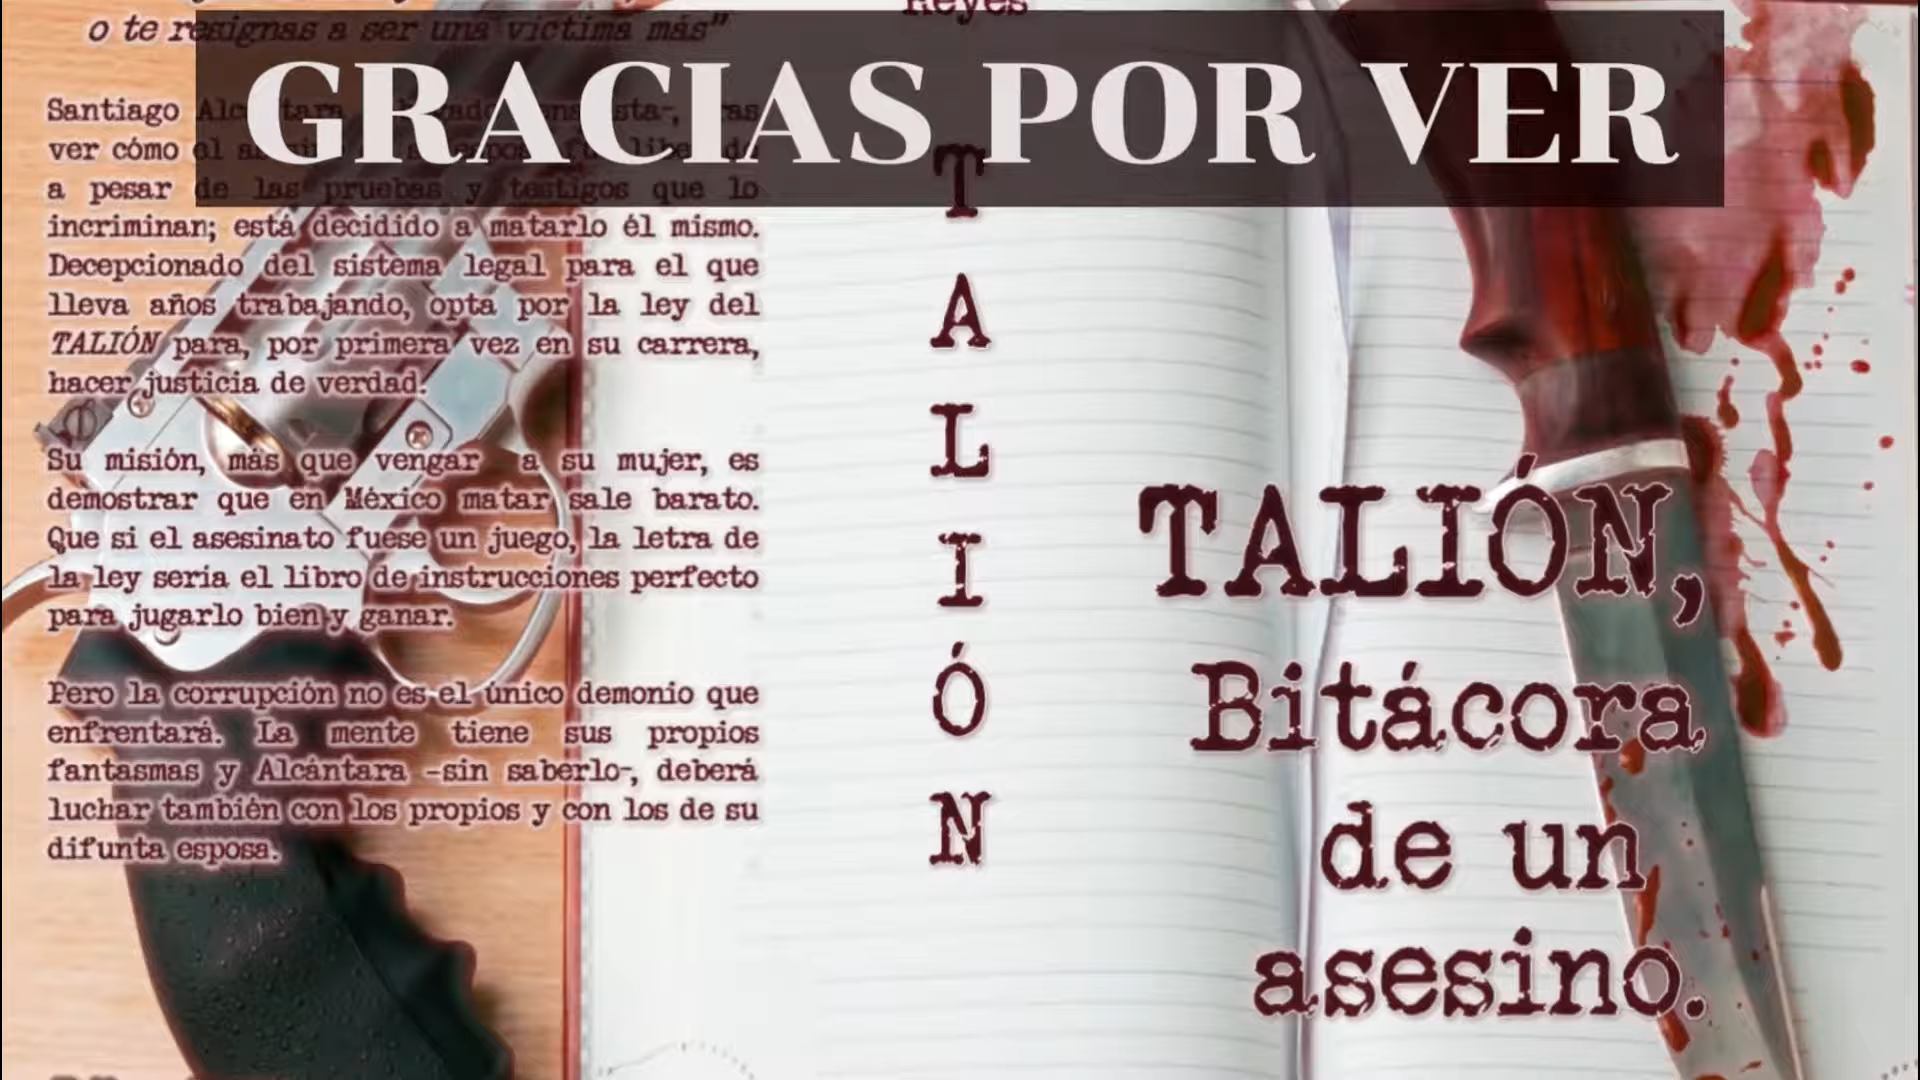 o te resignas a ser una víctima más"
GRACIAS POR VER
Santiago
ver cómo
a pesar de las pruebas y testigos que lo
incriminan; está decidido a matarlo él mismo.
Decepcionado del sistema legal para el que
lleva años trabajando, opta por la ley del
TALIÓN para, por primera vez en su carrera,
hacer justicia de verdad.
Su misión, más que vengar a su mujer, es
demostrar que en México matar sale barato.
Que si el asesinato fuese un juego, la letra de
la ley sería el libro de instrucciones perfecto
para jugarlo bien y ganar.
Pero la corrupción no es el único demonio que
enfrentará. La mente tiene sus propios
fantasmas y Alcántara -sin saberlo-, deberá
luchar también con los propios y con los de su
difunta esposa.
Reyes
T
A
L
I
Ó
N
TALIÓN,
Bitácora
de un
asesino.